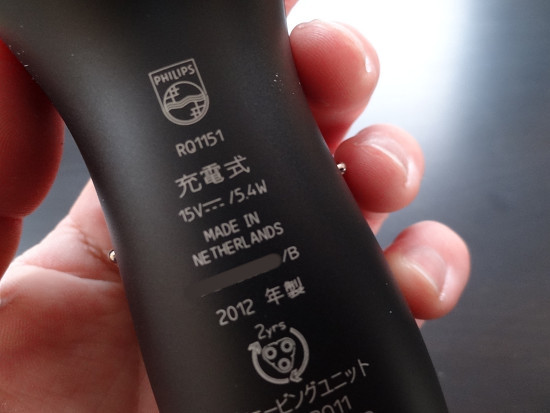 PHILIPS
RQ1151
充電式
15V⎓/5.4W
MADE IN
NETHERLANDS
/B
2012 年製
2yrs
ービングユニット